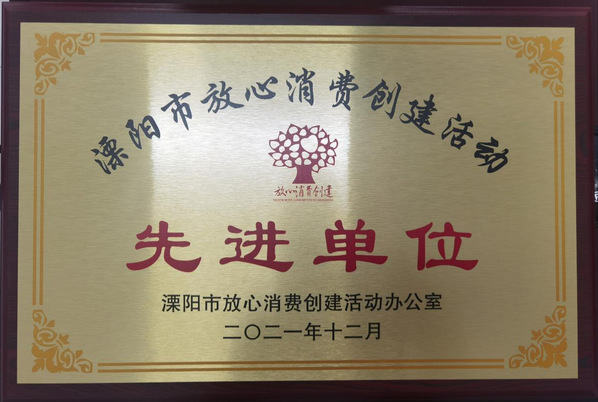 溧阳市放心消费创建活动
放心消费创建
先进单位
溧阳市放心消费创建活动办公室
二〇二一年十二月